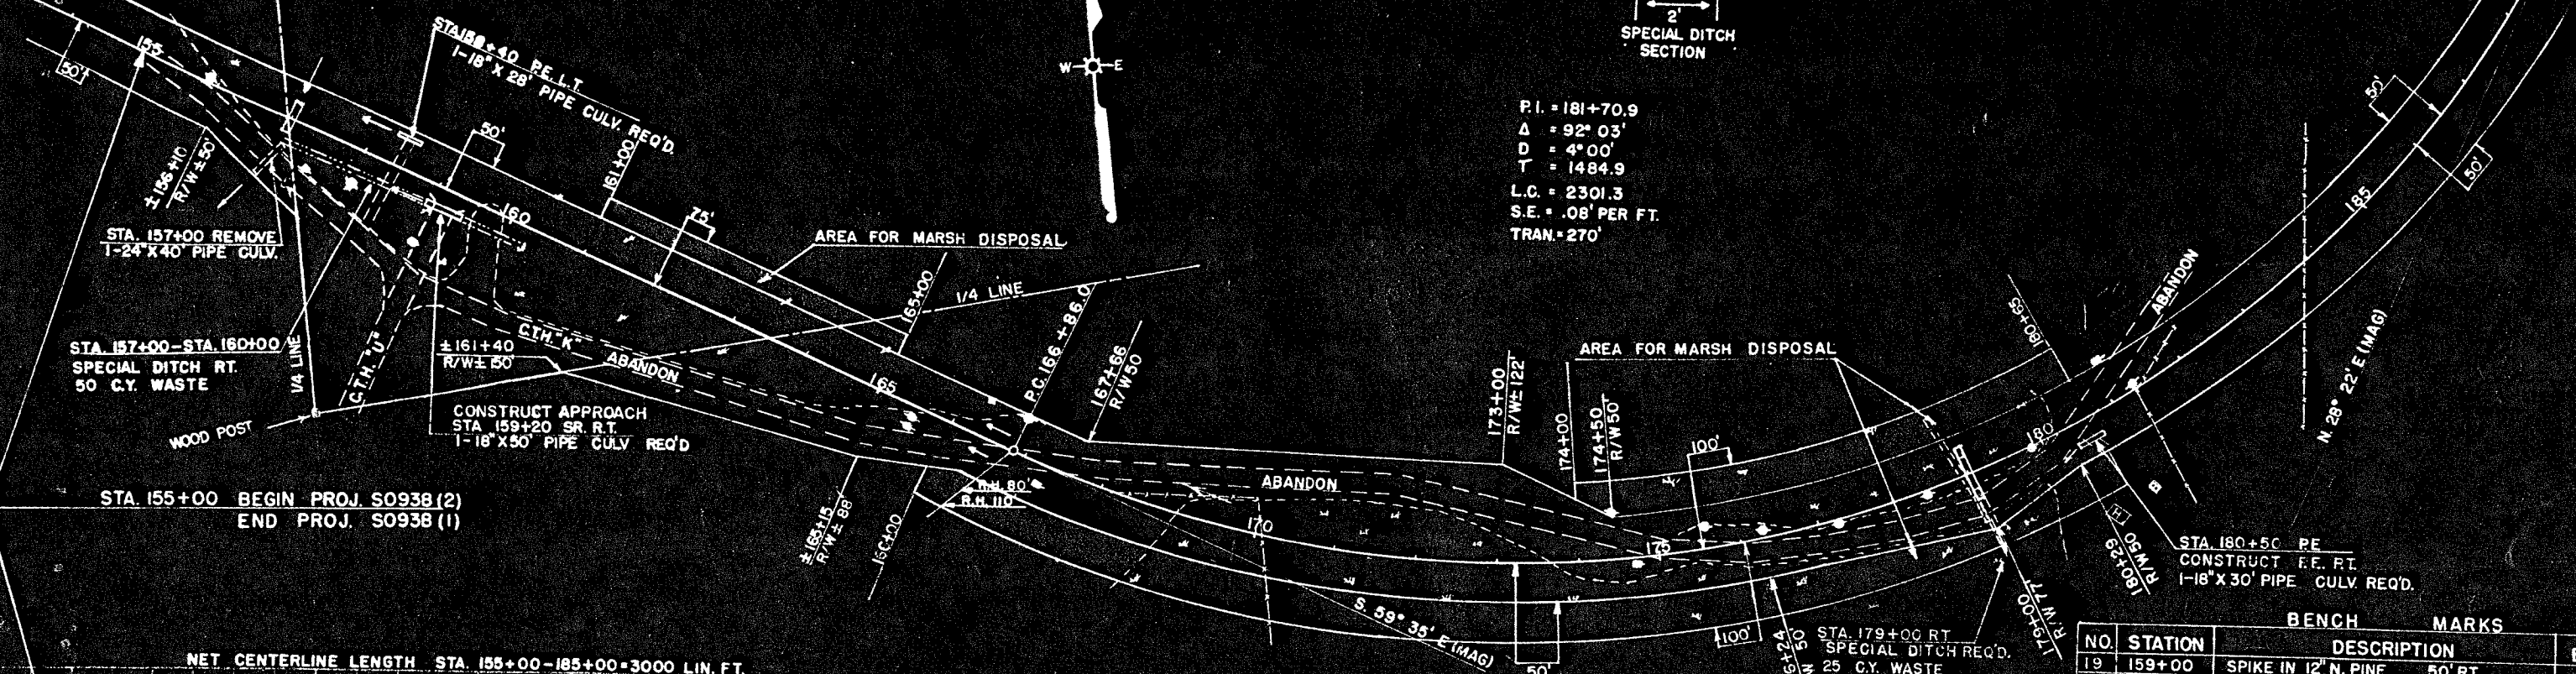 155
50'
STA. 158+40 P.E. L.T.
1-18" X 28' PIPE CULV. REQ'D.
50'
161+00
75'
W E
2'
SPECIAL DITCH
SECTION
P.I. = 181+70.9
Δ = 92° 03'
D = 4° 00'
T = 1484.9
L.C. = 2301.3
S.E. = .08' PER FT.
TRAN. = 270'
50'
50'
185
± 156+10
R/W ± 50'
STA. 157+00 REMOVE
1-24" X 40' PIPE CULV.
160
AREA FOR MARSH DISPOSAL
165+00
1/4 LINE
P.C. 166 + 86.0
167+66
R/W 50
STA. 157+00-STA. 160+00
SPECIAL DITCH RT.
50 C.Y. WASTE
1/4 LINE
C.T.H. "U"
C.T.H. "K"
ABANDON
± 161+40
R/W ± 150'
165
CONSTRUCT APPROACH
STA 159+20 SR. RT.
1-18" X 50' PIPE CULV. REQ'D
WOOD POST
STA. 155+00 BEGIN PROJ. S0938 (2)
END PROJ. S0938 (1)
± 165+15
R/W ± 88'
166+00
R.H. 80'
R.H. 110'
ABANDON
170
173+00
R/W ± 122'
174+00
174+50
R/W 50'
AREA FOR MARSH DISPOSAL
100'
175
180+65
180
ABANDON
N. 28° 22' E (MAG)
H
180+29
R/W 50
STA. 180+50 P.E.
CONSTRUCT F.E. RT.
1-18" X 30' PIPE CULV. REQ'D.
179+00
R/W 77'
S. 59° 35' E (MAG)
50'
100'
STA. 179+00 RT
SPECIAL DITCH REQ'D.
25 C.Y. WASTE
NET CENTERLINE LENGTH STA. 155+00-185+00=3000 LIN. FT.
BENCH MARKS
NO. STATION DESCRIPTION
19 159+00 SPIKE IN 12" N. PINE 50' RT.